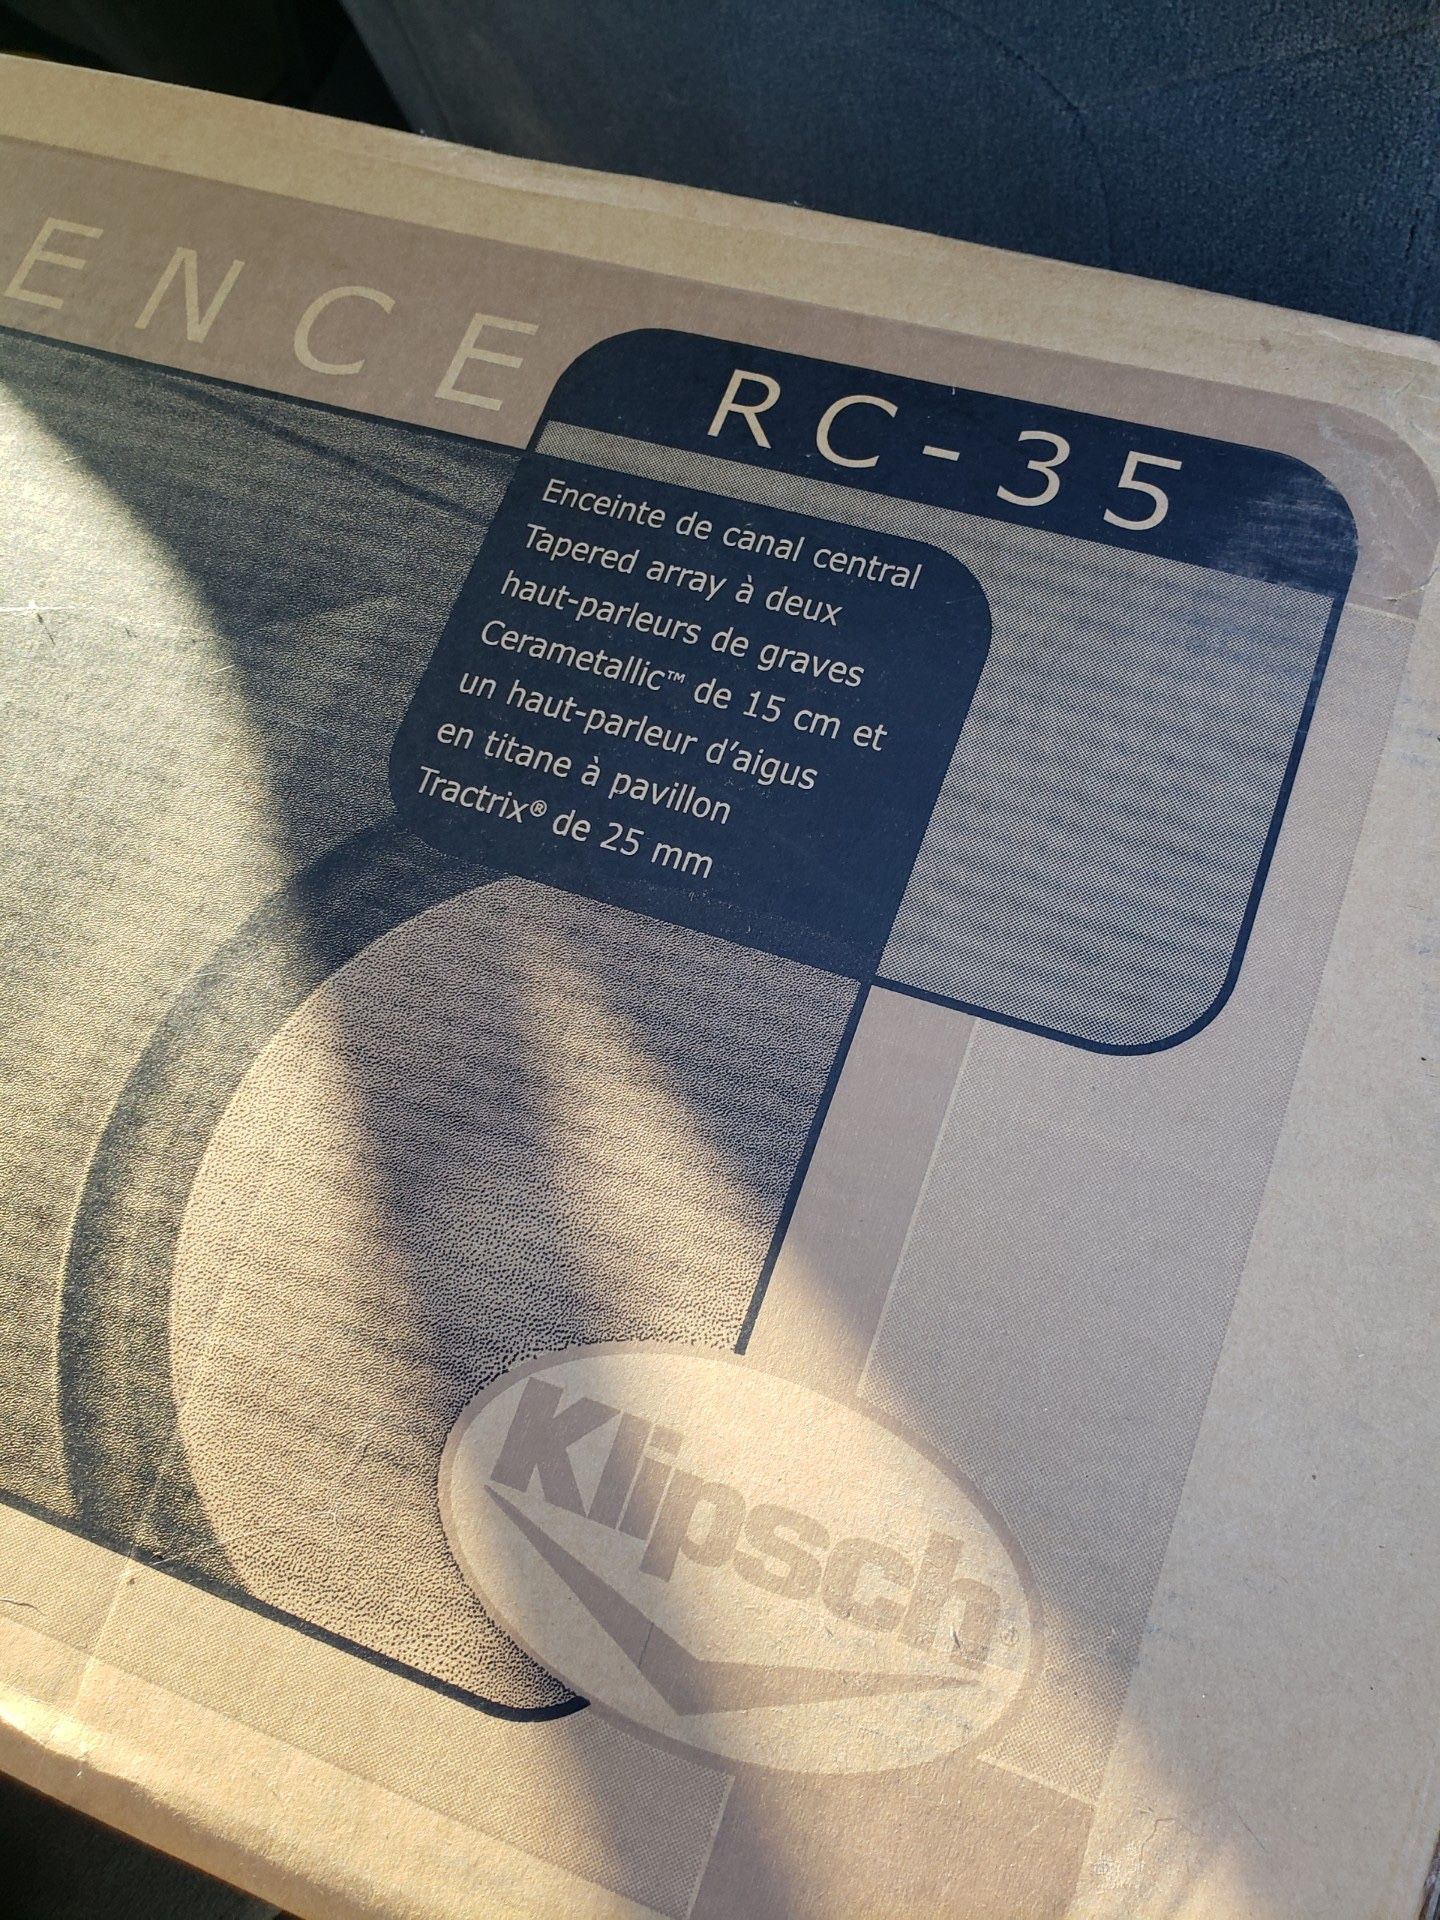 ENCE
RC-35
Enceinte de canal central
Tapered array à deux
haut-parleurs de graves
Cerametallic™ de 15 cm et
un haut-parleur d’aigus
en titane à pavillon
Tractrix® de 25 mm
Klipsch®